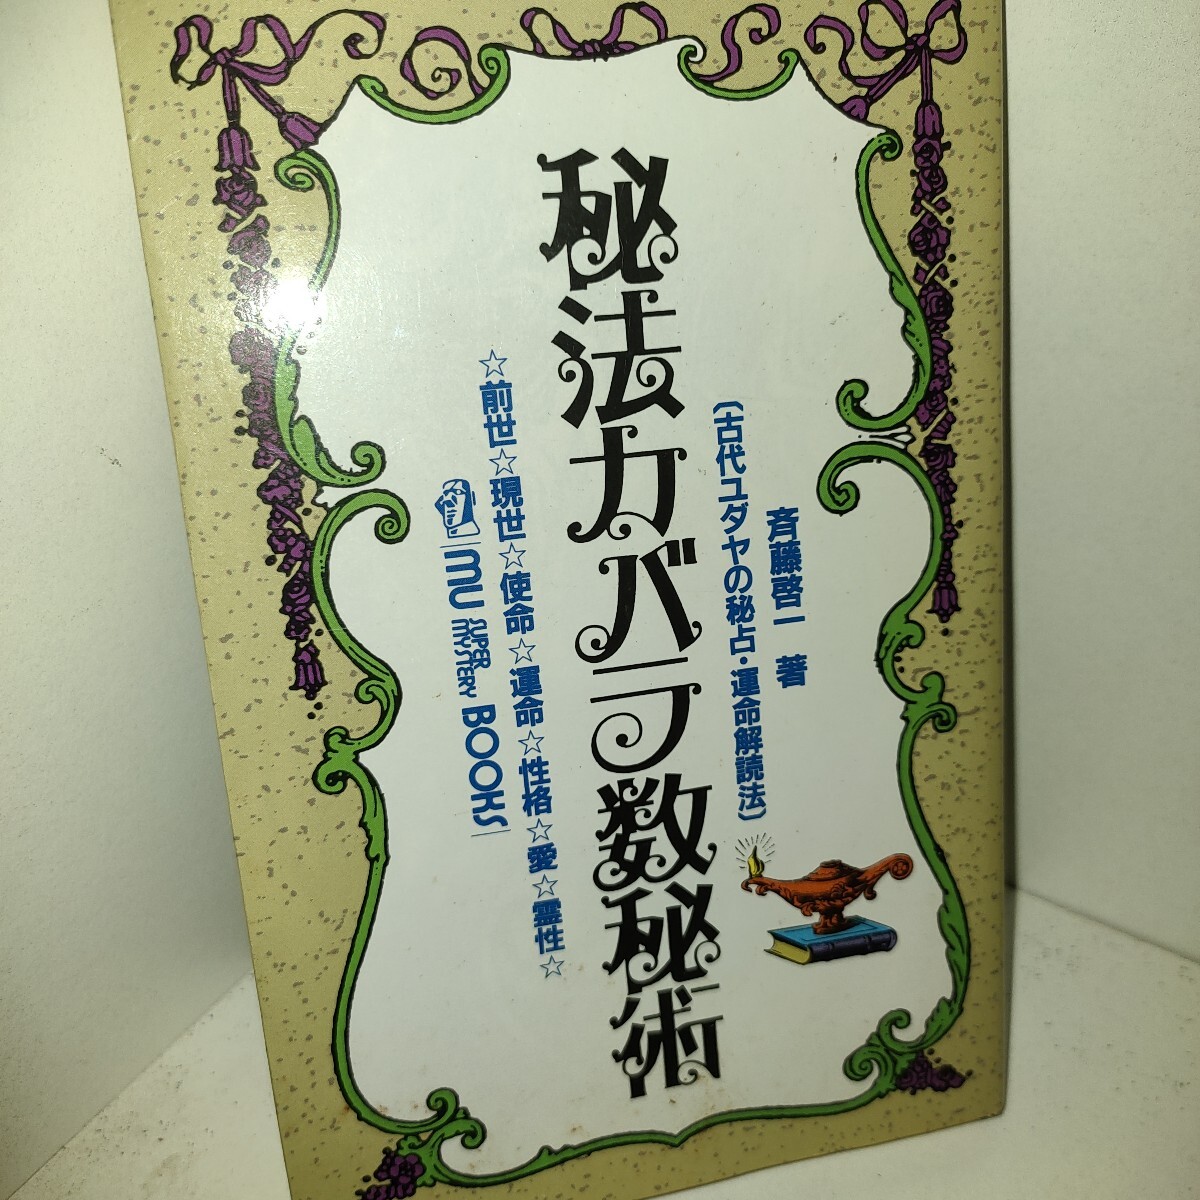 斉藤啓一 著
〔古代ユダヤの秘占・運命解読法〕
秘法カバラ数秘術
☆前世☆現世☆使命☆運命☆性格☆愛☆霊性☆
MU SUPER MYSTERY BOOKS